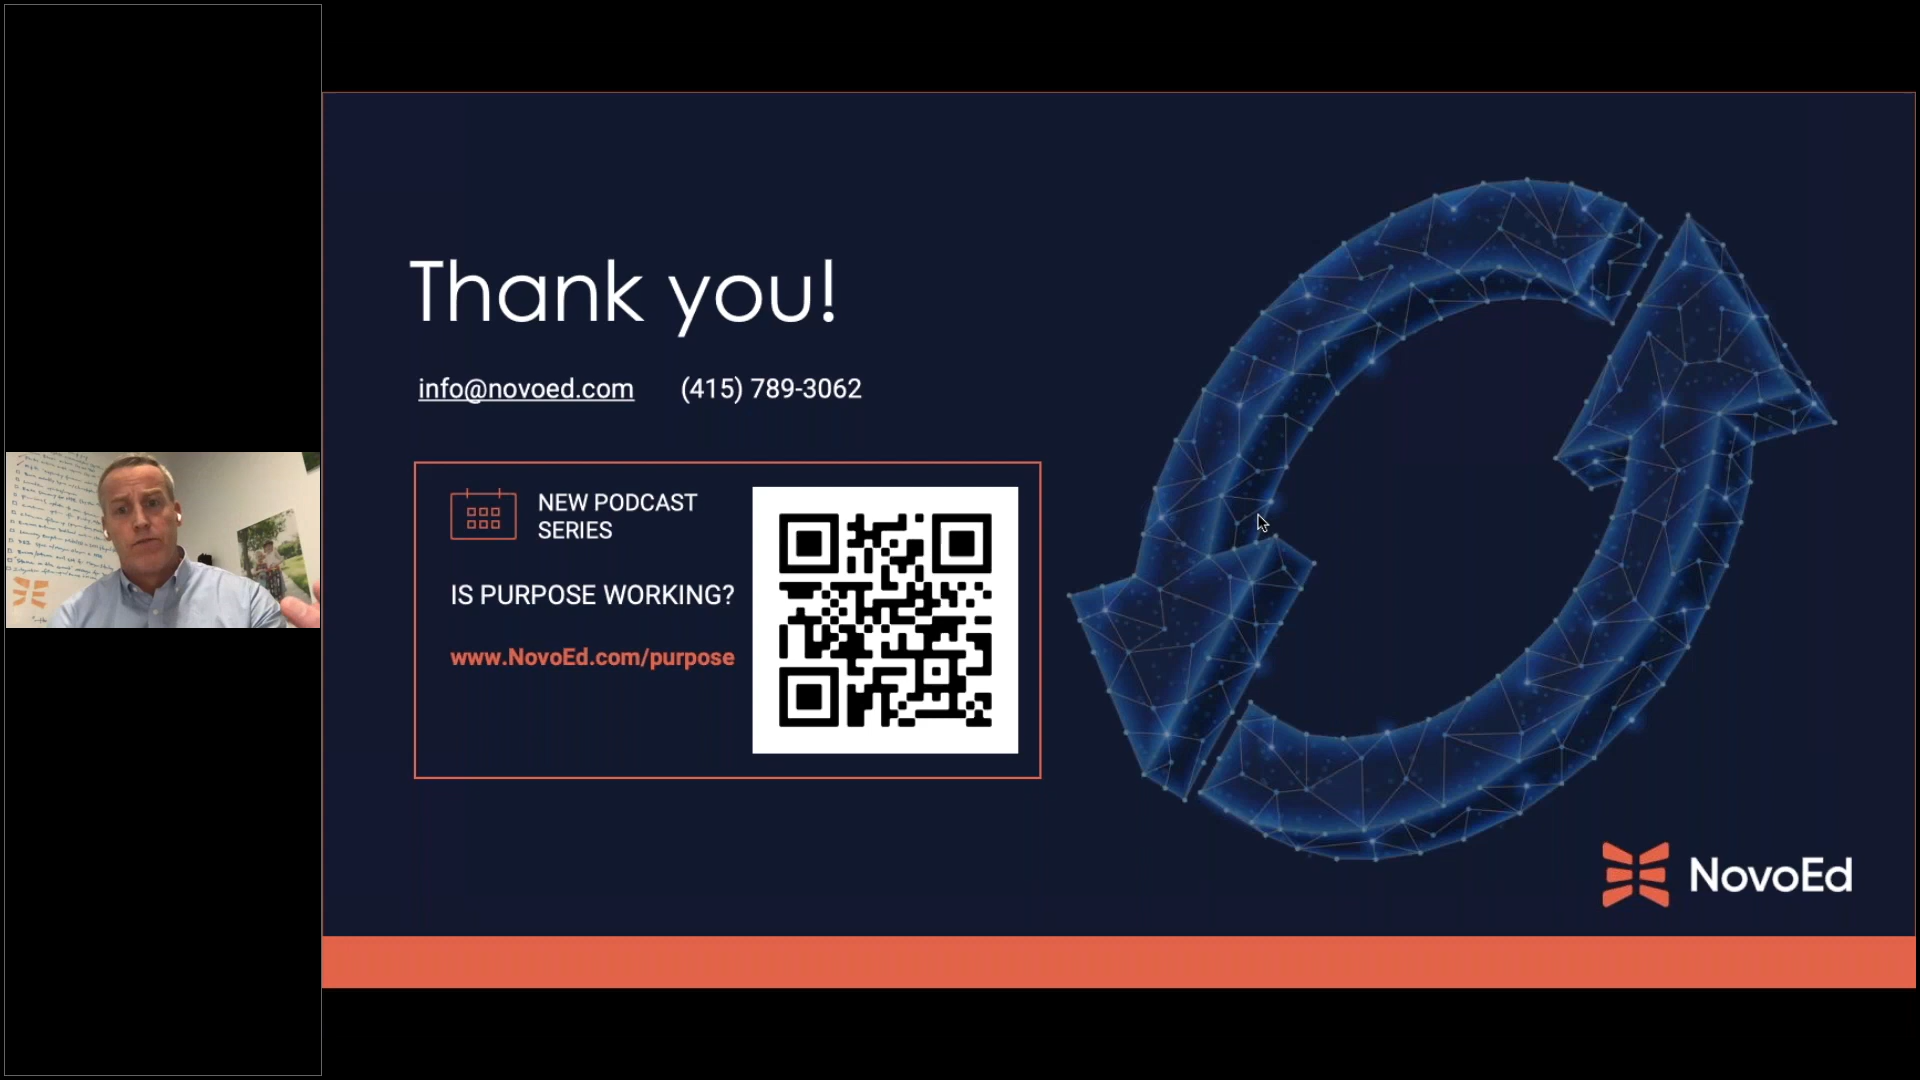 Thank you!
info@novoed.com (415) 789-3062
NEW PODCAST
SERIES
IS PURPOSE WORKING?
www.NovoEd.com/purpose
NovoEd